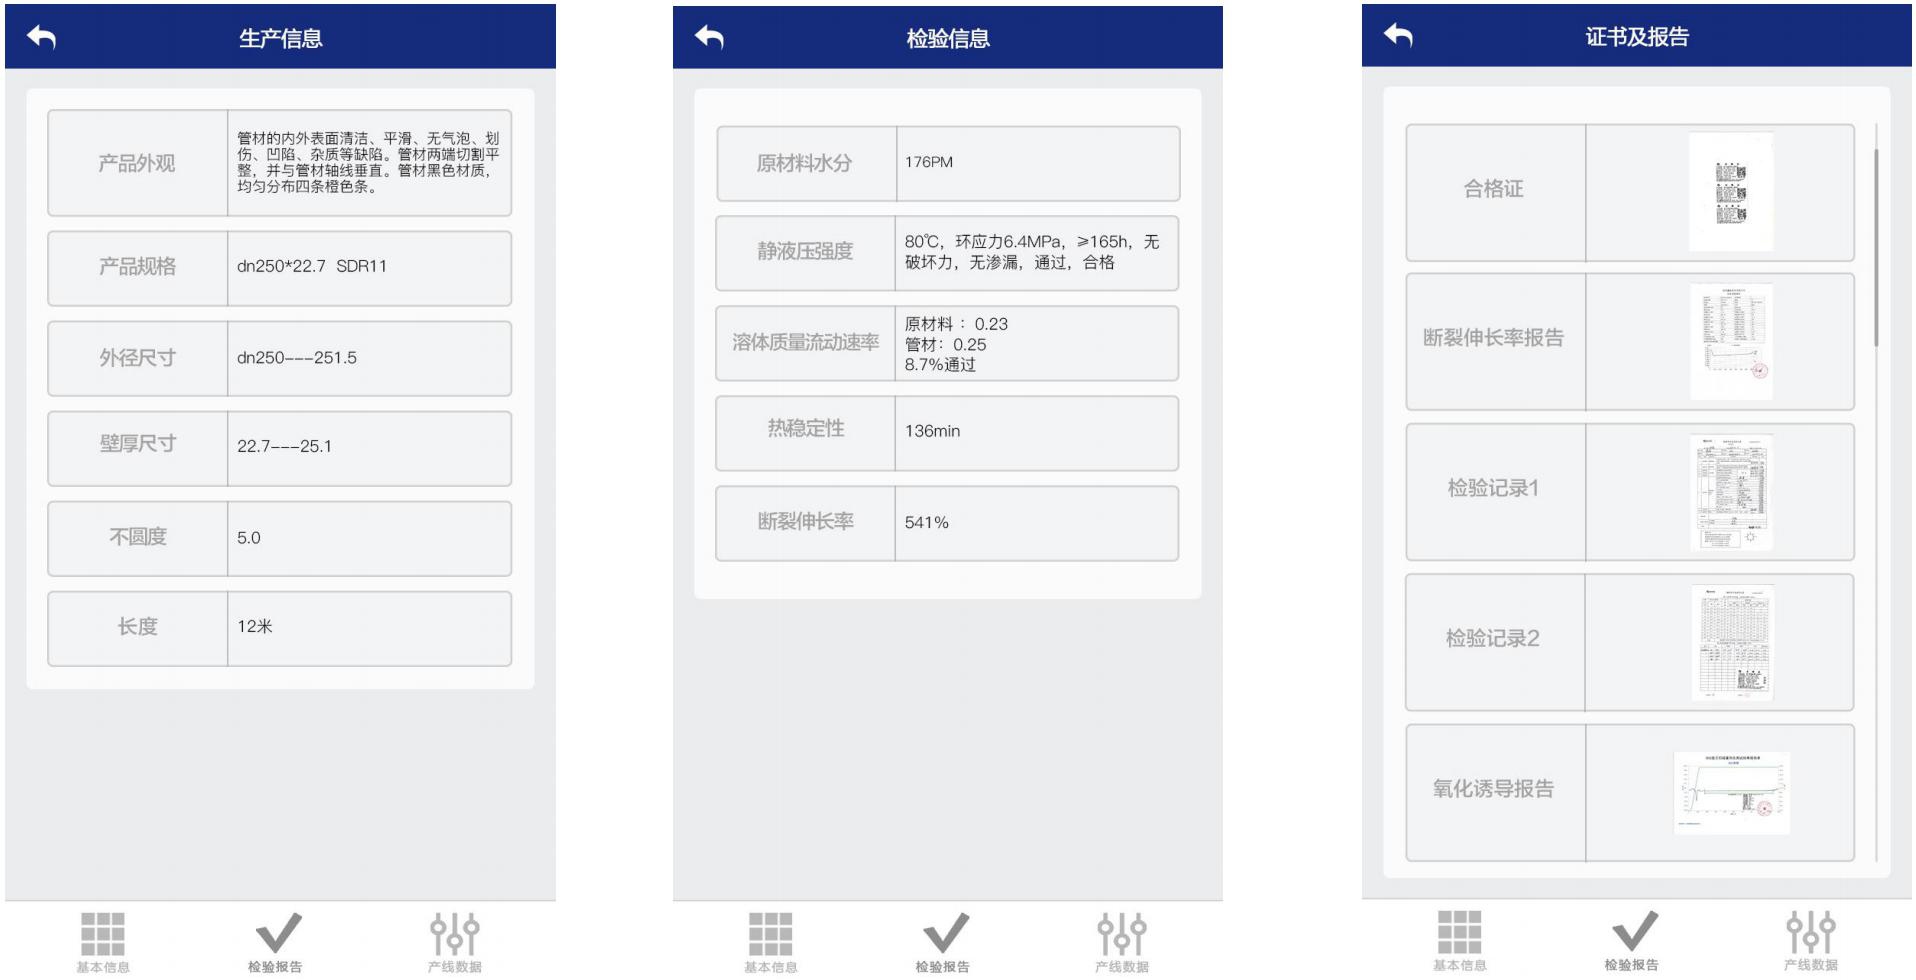 生产信息
产品外观
管材的内外表面清洁、平滑、无气泡、划
伤、凹陷、杂质等缺陷。管材两端切割平
整，并与管材轴线垂直。管材黑色材质，
均匀分布四条橙色条。
产品规格
dn250*22.7 SDR11
外径尺寸
dn250---251.5
壁厚尺寸
22.7---25.1
不圆度
5.0
长度
12米
基本信息
检验报告
产线数据
检验信息
原材料水分
176PM
静液压强度
80℃，环应力6.4MPa，≥165h，无
破坏力，无渗漏，通过，合格
溶体质量流动速率
原材料 ：0.23
管材：0.25
8.7%通过
热稳定性
136min
断裂伸长率
541%
基本信息
检验报告
产线数据
证书及报告
合格证
断裂伸长率报告
检验记录1
检验记录2
氧化诱导报告
基本信息
检验报告
产线数据